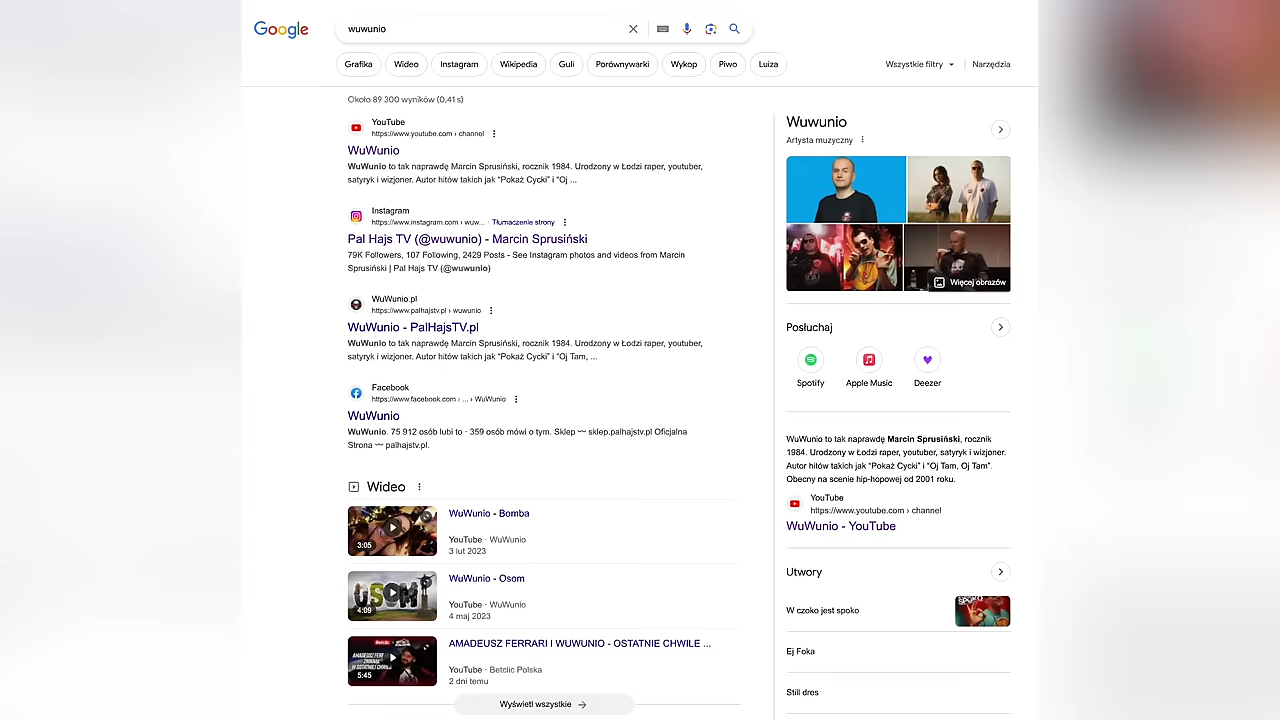 Google
wuwunio
Grafika
Wideo
Instagram
Wikipedia
Guli
Porównywarki
Wykop
Piwo
Luiza
Wszystkie filtry
Narzędzia
Około 89 300 wyników (0,41 s)
YouTube
https://www.youtube.com › channel
WuWunio
WuWunio to tak naprawdę Marcin Sprusiński, rocznik 1984. Urodzony w Łodzi raper, youtuber,
satyryk i wizjoner. Autor hitów takich jak “Pokaż Cycki” i “Oj ...
Instagram
https://www.instagram.com › wuw... · Tłumaczenie strony
Pal Hajs TV (@wuwunio) - Marcin Sprusiński
79K Followers, 107 Following, 2429 Posts - See Instagram photos and videos from Marcin
Sprusiński | Pal Hajs TV (@wuwunio)
WuWunio.pl
https://www.palhajstv.pl › wuwunio
WuWunio - PalHajsTV.pl
WuWunio to tak naprawdę Marcin Sprusiński, rocznik 1984. Urodzony w Łodzi raper, youtuber,
satyryk i wizjoner. Autor hitów takich jak “Pokaż Cycki” i “Oj Tam, ...
Facebook
https://www.facebook.com › ... › WuWunio
WuWunio
WuWunio. 75 912 osób lubi to · 359 osób mówi o tym. Sklep 〰 sklep.palhajstv.pl Oficjalna
Strona 〰 palhajstv.pl.
Wideo
3:05
WuWunio - Bomba
YouTube · WuWunio
3 lut 2023
OSOM
4:09
WuWunio - Osom
YouTube · WuWunio
4 maj 2023
Betclic
5:45
AMADEUSZ FERRARI I WUWUNIO - OSTATNIE CHWILE ...
YouTube · Betclic Polska
2 dni temu
Wyświetl wszystkie
Wuwunio
Artysta muzyczny
Więcej obrazów
Posłuchaj
Spotify
Apple Music
Deezer
WuWunio to tak naprawdę Marcin Sprusiński, rocznik
1984. Urodzony w Łodzi raper, youtuber, satyryk i wizjoner.
Autor hitów takich jak “Pokaż Cycki” i “Oj Tam, Oj Tam”.
Obecny na scenie hip-hopowej od 2001 roku.
YouTube
https://www.youtube.com › channel
WuWunio - YouTube
Utwory
W czoko jest spoko
SPOKO
Ej Foka
Still dres